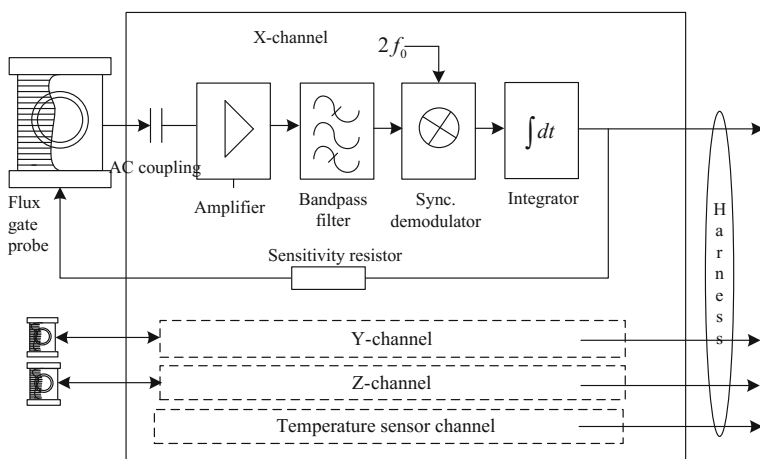 X-channel
2f₀
AC coupling
∫dt
Flux
gate
probe
Amplifier
Bandpass
filter
Sync.
demodulator
Integrator
Sensitivity resistor
Harness
Y-channel
Z-channel
Temperature sensor channel